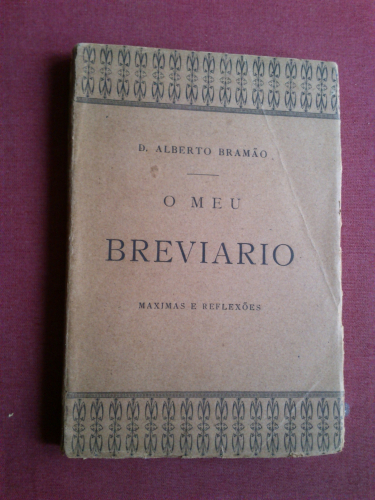 D. ALBERTO BRAMÃO
O MEU
BREVIARIO
MAXIMAS E REFLEXÕES